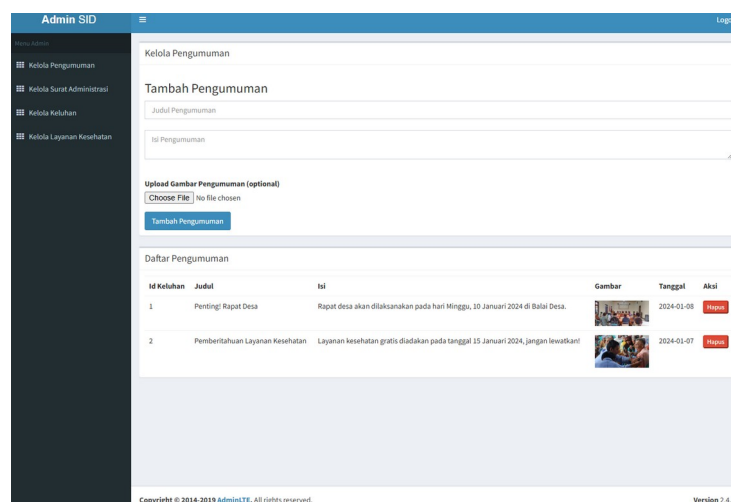 Admin SID
Logo
Menu Admin
Kelola Pengumuman
Kelola Surat Administrasi
Kelola Keluhan
Kelola Layanan Kesehatan
Kelola Pengumuman
Tambah Pengumuman
Judul Pengumuman
Isi Pengumuman
Upload Gambar Pengumuman (optional)
Choose File No file chosen
Tambah Pengumuman
Daftar Pengumuman
Id Keluhan Judul Isi Gambar Tanggal Aksi
1 Penting! Rapat Desa Rapat desa akan dilaksanakan pada hari Minggu, 10 Januari 2024 di Balai Desa. 2024-01-08 Hapus
2 Pemberitahuan Layanan Kesehatan Layanan kesehatan gratis diadakan pada tanggal 15 Januari 2024, jangan lewatkan! 2024-01-07 Hapus
Copyright © 2014-2019 AdminLTE. All rights reserved. Version 2.4.